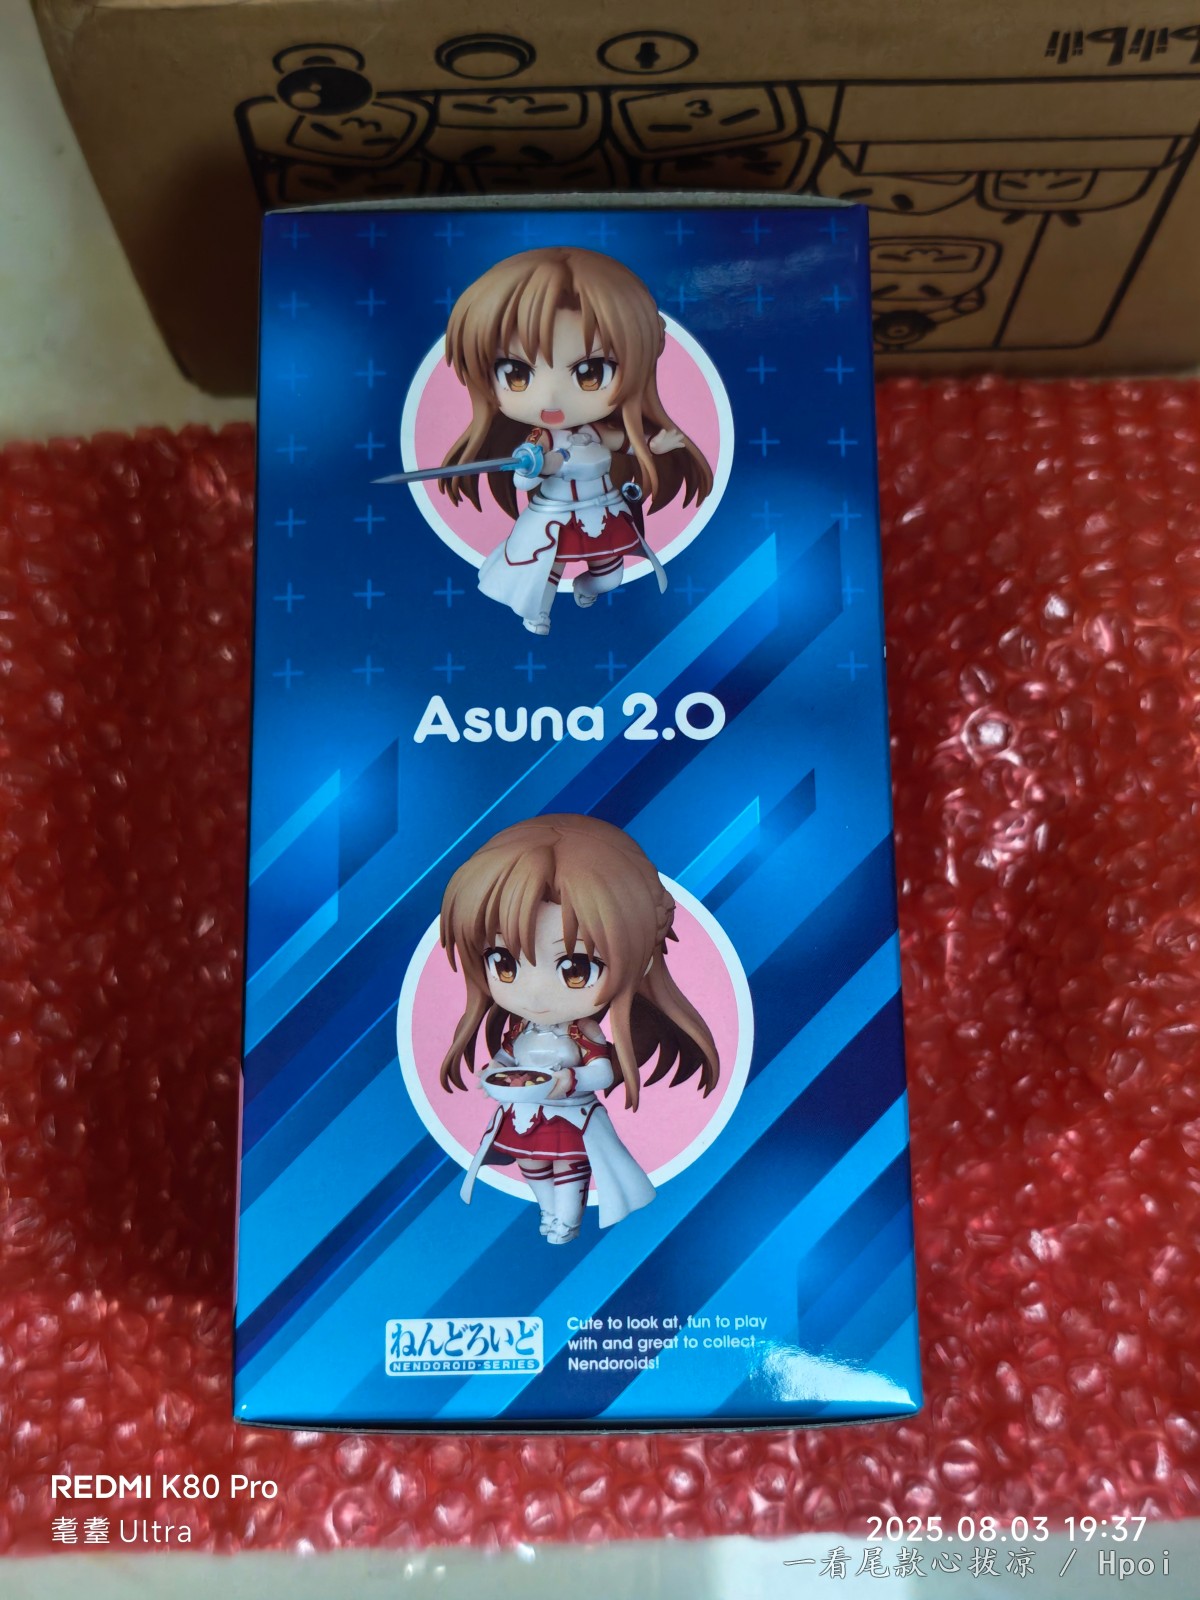 bilibili
Asuna 2.0
ねんどろいど
NENDOROID-SERIES
Cute to look at, fun to play
with and great to collect -
Nendoroids!
REDMI K80 Pro
耄耋 Ultra
2025.08.03 19:37
一看尾款心拔凉 / Hpoi